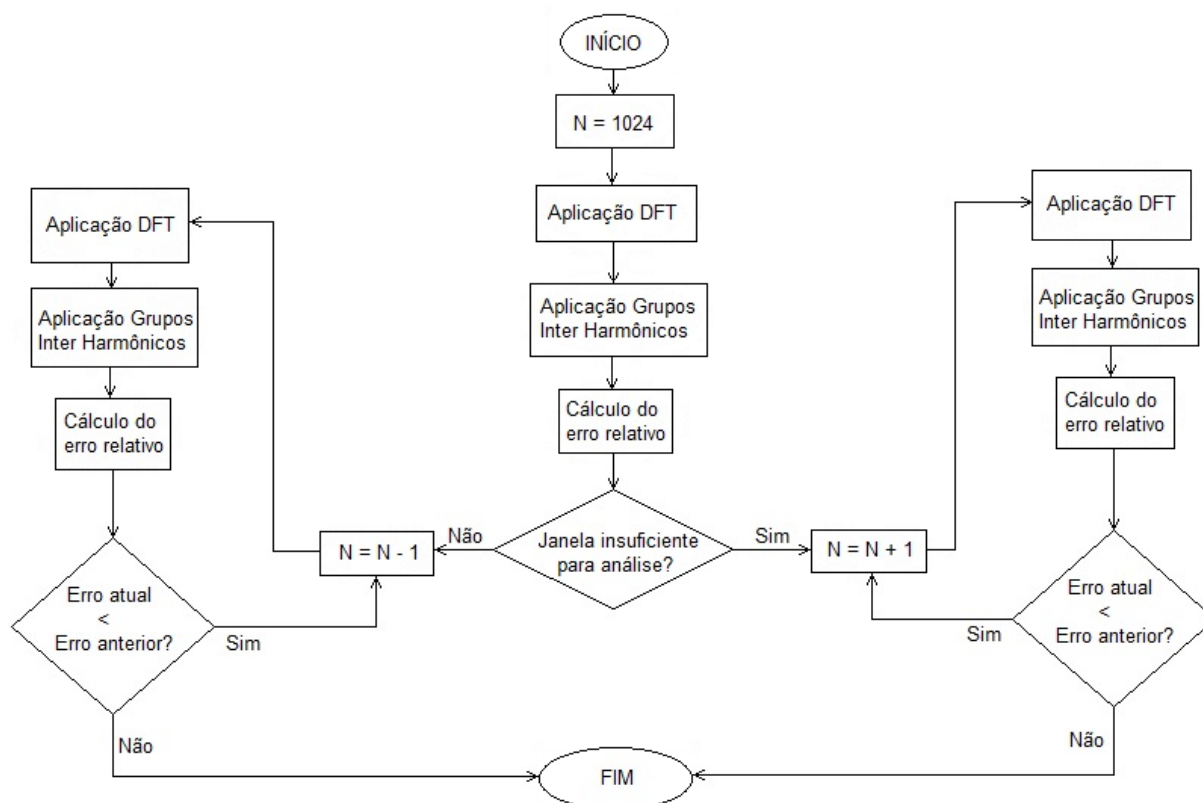 INÍCIO
N = 1024
Aplicação DFT
Aplicação Grupos
Inter Harmônicos
Cálculo do
erro relativo
Janela insuficiente
para análise?
Não
Sim
N = N - 1
Aplicação DFT
Aplicação Grupos
Inter Harmônicos
Cálculo do
erro relativo
Erro atual
<
Erro anterior?
Sim
Não
N = N + 1
Aplicação DFT
Aplicação Grupos
Inter Harmônicos
Cálculo do
erro relativo
Erro atual
<
Erro anterior?
Sim
Não
FIM